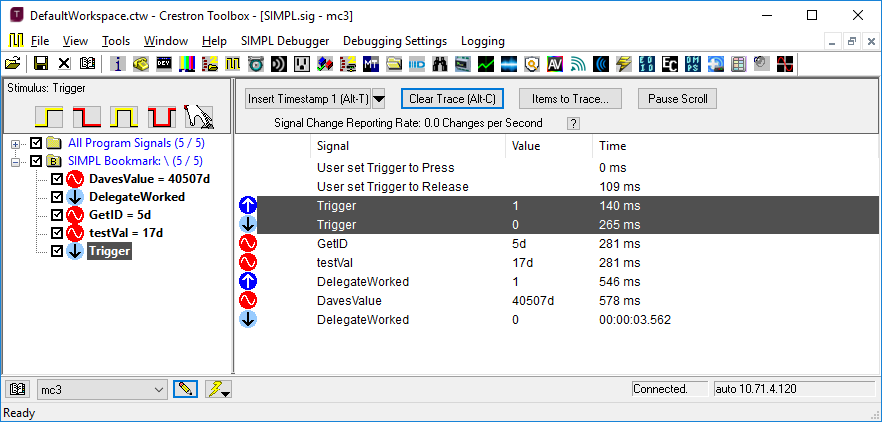 DefaultWorkspace.ctw - Crestron Toolbox - [SIMPL.sig - mc3]
File View Tools Window Help SIMPL Debugger Debugging Settings Logging
Stimulus: Trigger
All Program Signals (5 / 5)
SIMPL Bookmark: \ (5 / 5)
DavesValue = 40507d
DelegateWorked
GetID = 5d
testVal = 17d
Trigger
Insert Timestamp 1 (Alt-T) Clear Trace (Alt-C) Items to Trace... Pause Scroll
Signal Change Reporting Rate: 0.0 Changes per Second ?
Signal Value Time
User set Trigger to Press 0 ms
User set Trigger to Release 109 ms
Trigger 1 140 ms
Trigger 0 265 ms
GetID 5d 281 ms
testVal 17d 281 ms
DelegateWorked 1 546 ms
DavesValue 40507d 578 ms
DelegateWorked 0 00:00:03.562
mc3 Connected. auto 10.71.4.120
Ready